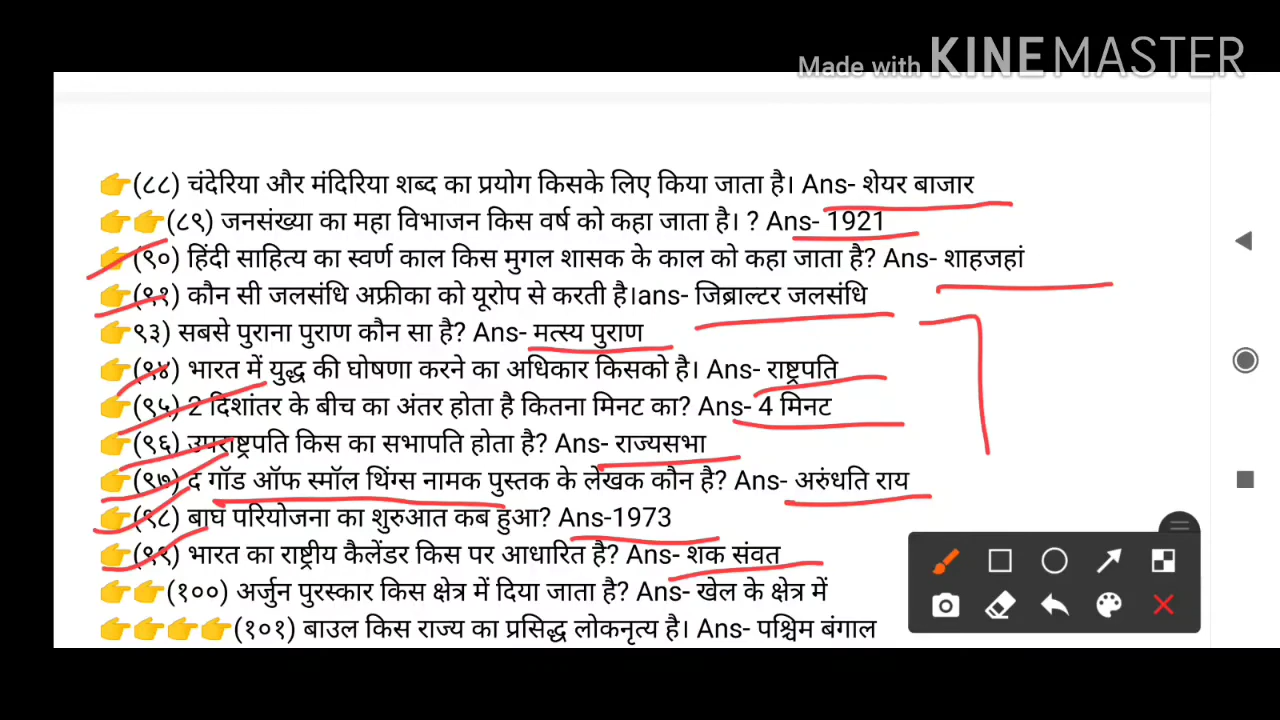 Made with KINEMASTER
👉(८८) चंदेरिया और मंदिरिया शब्द का प्रयोग किसके लिए किया जाता है। Ans- शेयर बाजार
👉👉(८९) जनसंख्या का महा विभाजन किस वर्ष को कहा जाता है। ? Ans- 1921
👉(९०) हिंदी साहित्य का स्वर्ण काल किस मुगल शासक के काल को कहा जाता है? Ans- शाहजहां
👉(९१) कौन सी जलसंधि अफ्रीका को यूरोप से करती है।ans- जिब्राल्टर जलसंधि
👉९३) सबसे पुराना पुराण कौन सा है? Ans- मत्स्य पुराण
👉(९४) भारत में युद्ध की घोषणा करने का अधिकार किसको है। Ans- राष्ट्रपति
👉(९५) 2 दिशांतर के बीच का अंतर होता है कितना मिनट का? Ans- 4 मिनट
👉(९६) उपराष्ट्रपति किस का सभापति होता है? Ans- राज्यसभा
👉(९७) द गॉड ऑफ स्मॉल थिंग्स नामक पुस्तक के लेखक कौन है? Ans- अरुंधति राय
👉(९८) बाघ परियोजना का शुरुआत कब हुआ? Ans-1973
👉(९९) भारत का राष्ट्रीय कैलेंडर किस पर आधारित है? Ans- शक संवत
👉👉(१००) अर्जुन पुरस्कार किस क्षेत्र में दिया जाता है? Ans- खेल के क्षेत्र में
👉👉👉👉(१०१) बाउल किस राज्य का प्रसिद्ध लोकनृत्य है। Ans- पश्चिम बंगाल